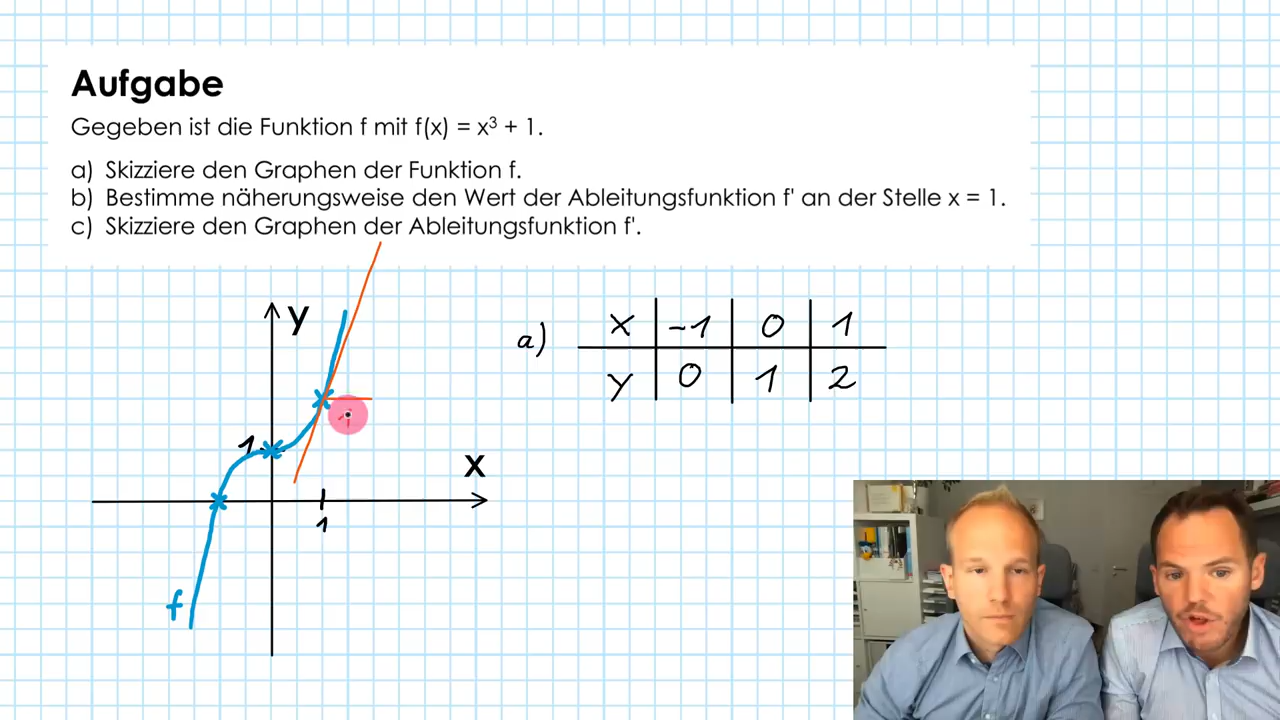 Aufgabe
Gegeben ist die Funktion f mit f(x) = x³ + 1.
a) Skizziere den Graphen der Funktion f.
b) Bestimme näherungsweise den Wert der Ableitungsfunktion f' an der Stelle x = 1.
c) Skizziere den Graphen der Ableitungsfunktion f'.
y
a) x -1 0 1
y 0 1 2
1
1
x
1
f